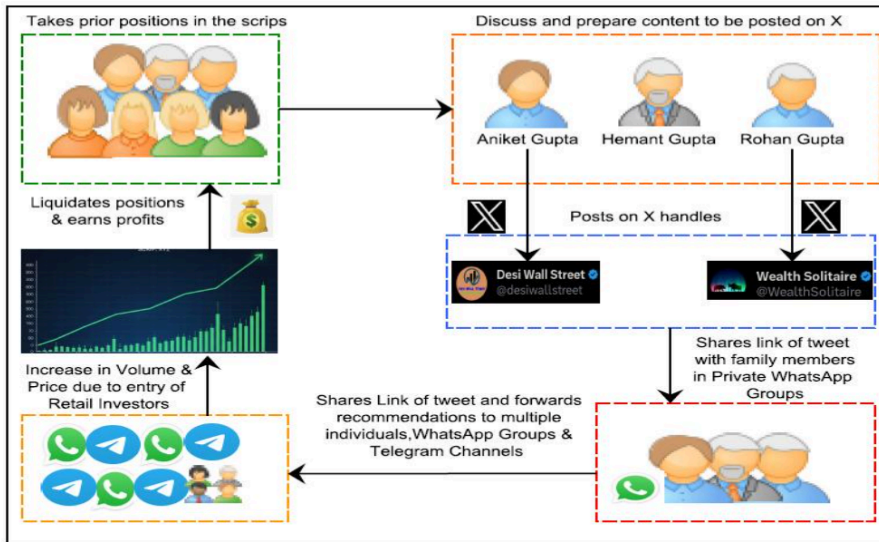 Takes prior positions in the scrips
Discuss and prepare content to be posted on X
Aniket Gupta
Hemant Gupta
Rohan Gupta
Liquidates positions
& earns profits
Posts on X handles
Desi Wall Street
@desiwallstreet
Wealth Solitaire
@WealthSolitaire
Increase in Volume &
Price due to entry of
Retail Investors
Shares Link of tweet and forwards
recommendations to multiple
individuals,WhatsApp Groups &
Telegram Channels
Shares link of tweet
with family members
in Private WhatsApp
Groups